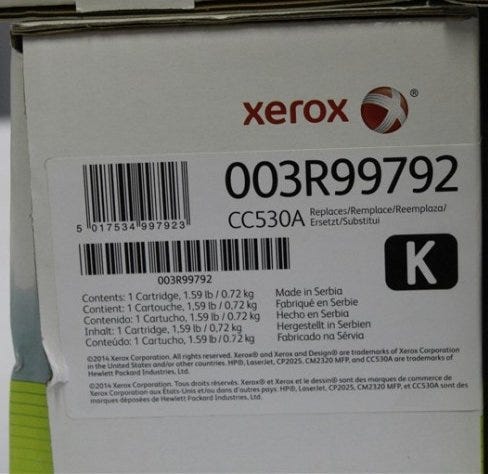 xerox ®
003R99792
CC530A Replaces/Remplace/Reemplaza/
Ersetzt/Substitui
5 017534 997923
K
003R99792
Contents: 1 Cartridge, 1.59 lb / 0.72 kg Made in Serbia
Contient: 1 Cartouche, 1.59 lb / 0.72 kg Fabriqué en Serbie
Contenido: 1 Cartucho, 1.59 lb / 0.72 kg Hecho en Serbia
Inhalt: 1 Cartridge, 1,59 lb / 0,72 kg Hergestellt in Serbien
Conteúdo: 1 Cartucho, 1.59 lb / 0.72 kg Fabricado na Sérvia
©2014 Xerox Corporation. All rights reserved. Xerox® and Xerox and Design® are trademarks of Xerox Corporation
in the United States and/or other countries. HP®, LaserJet, CP2025, CM2320 MFP, and CC530A are trademarks of
Hewlett Packard Industries, Ltd.
©2014 Xerox Corporation. Tous droits réservés. Xerox® et Xerox et le dessin® sont des marques de commerce de
Xerox Corporation aux États-Unis et/ou dans d'autres pays. HP®, LaserJet, CP2025, CM2320 MFP, et CC530A sont des
marques déposées de Hewlett Packard Industries, Ltd.